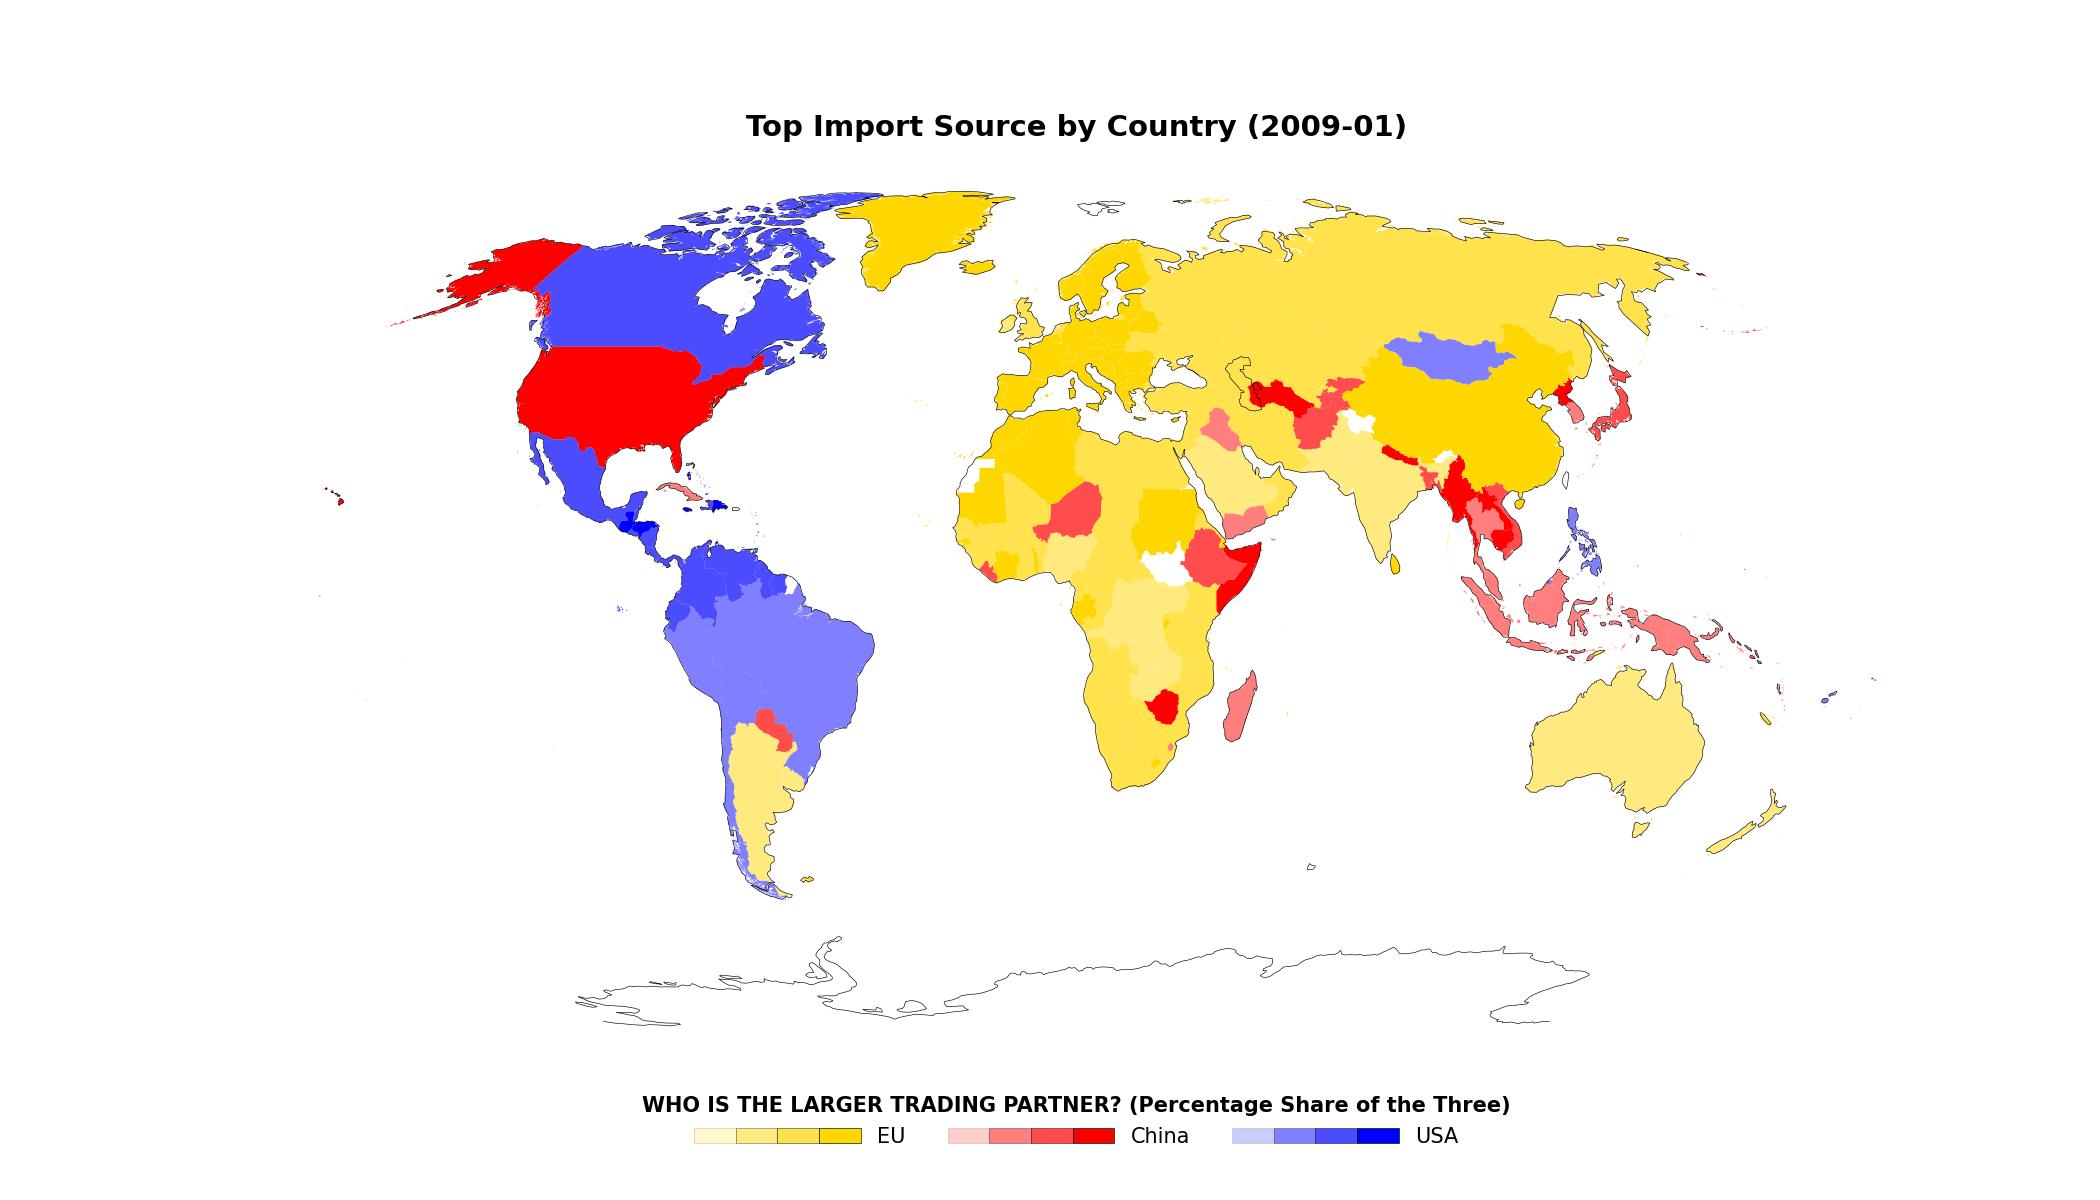 Top Import Source by Country (2009-01)
WHO IS THE LARGER TRADING PARTNER? (Percentage Share of the Three)
EU China USA